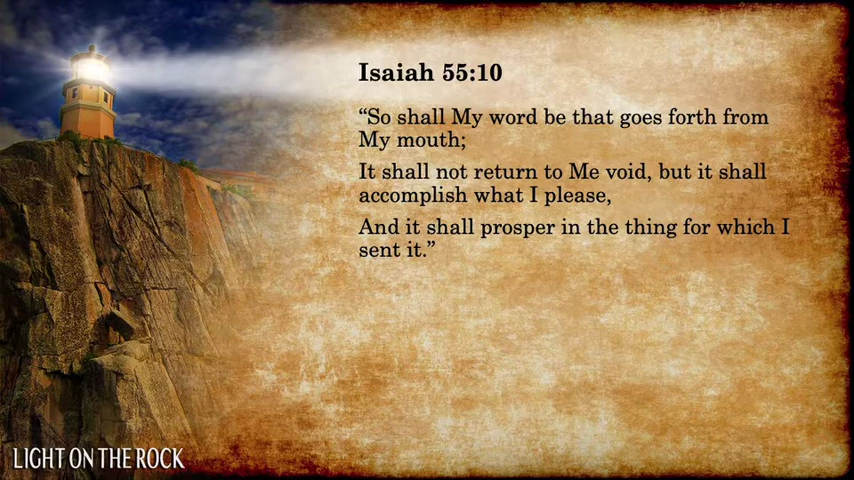 Isaiah 55:10
“So shall My word be that goes forth from
My mouth;
It shall not return to Me void, but it shall
accomplish what I please,
And it shall prosper in the thing for which I
sent it.”
LIGHT ON THE ROCK